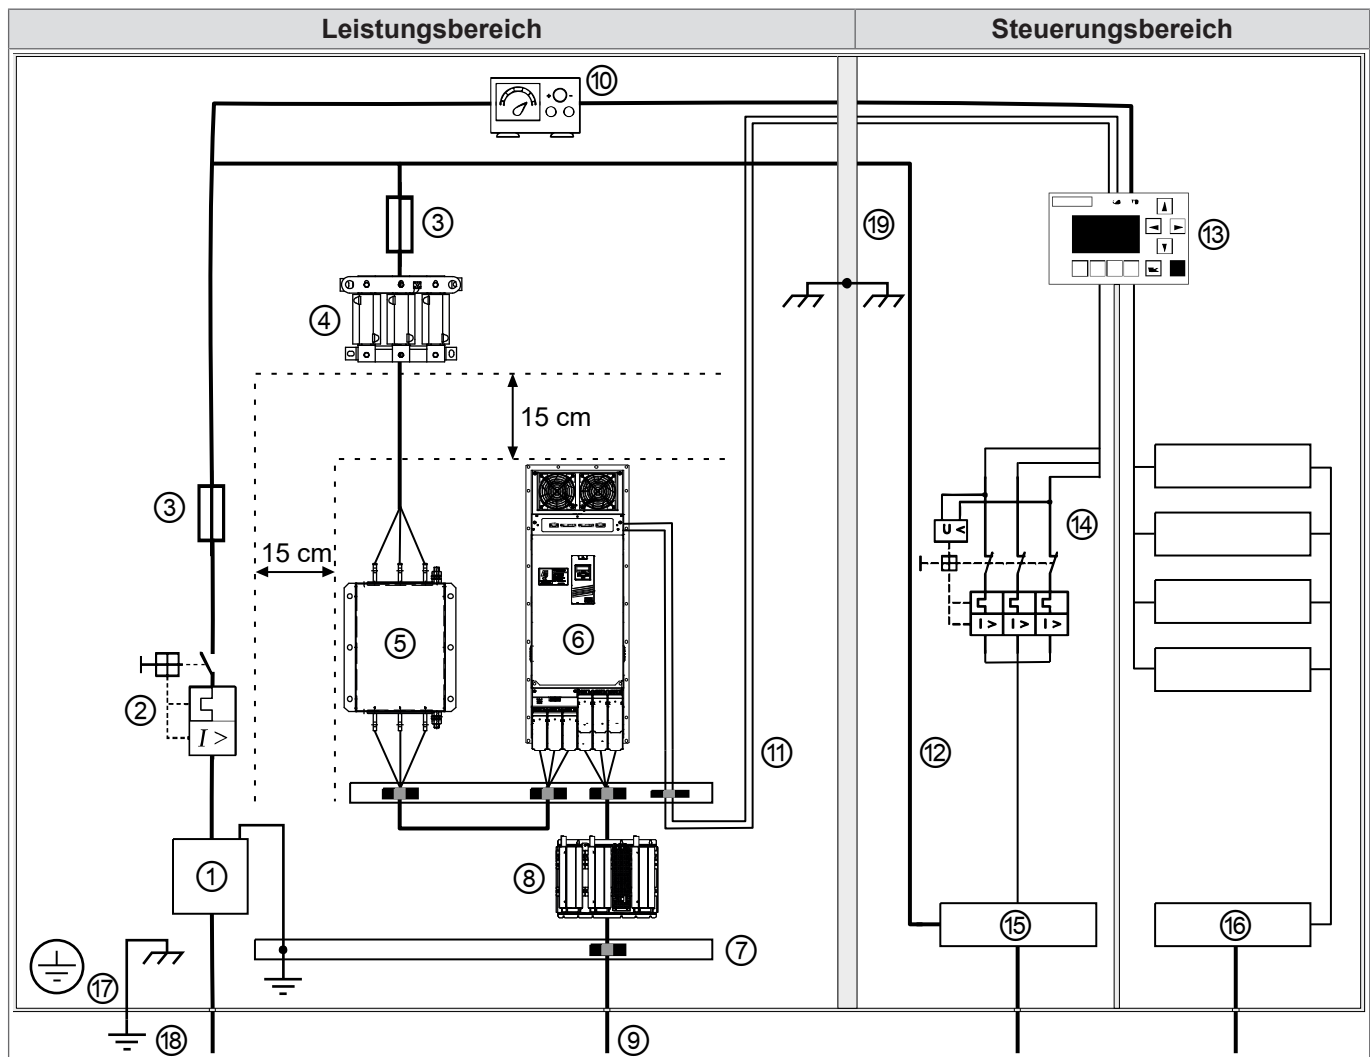 Leistungsbereich Steuerungsbereich
⑩
③
⑲
⑬
④
15 cm
③
⑭
U <
15 cm
I > I > I >
⑤ ⑥
②
I >
⑪ ⑫
① ⑧
⑮ ⑯
⑦
⑰
⑱ ⑨